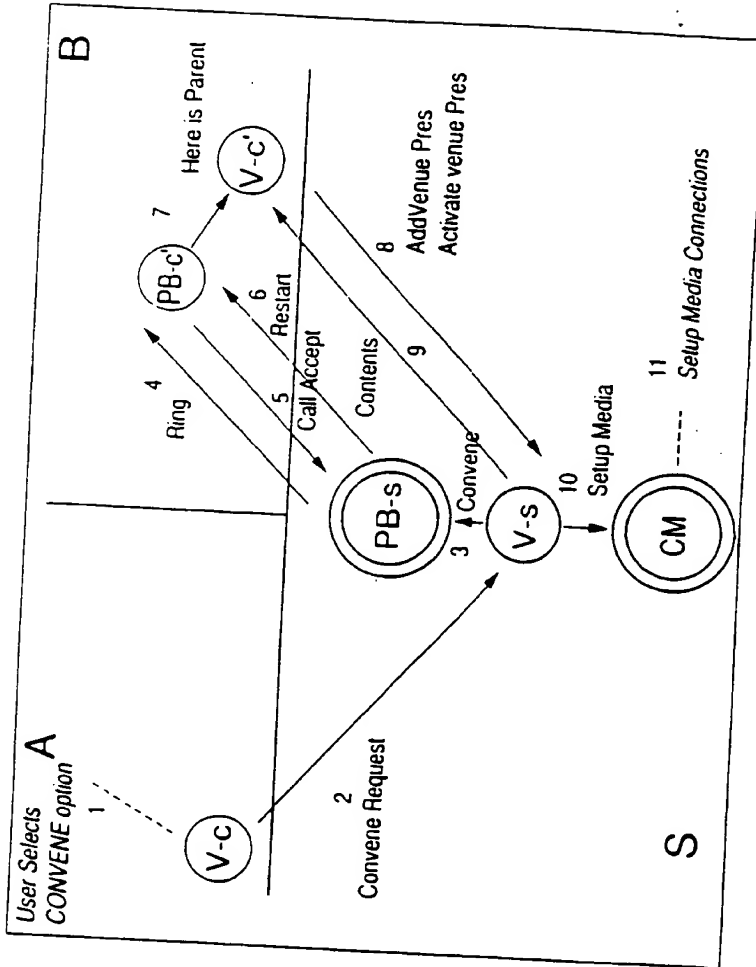 User Selects
CONVENE option
A
1
V-c
B
4
Ring
PB-c'
7
Here is Parent
V-c'
5
Call Accept
6
Restart
Contents
9
8
AddVenue Pres
Activate venue Pres
2
Convene Request
PB-s
3
Convene
V-s
10
Setup Media
CM
11
Setup Media Connections
S